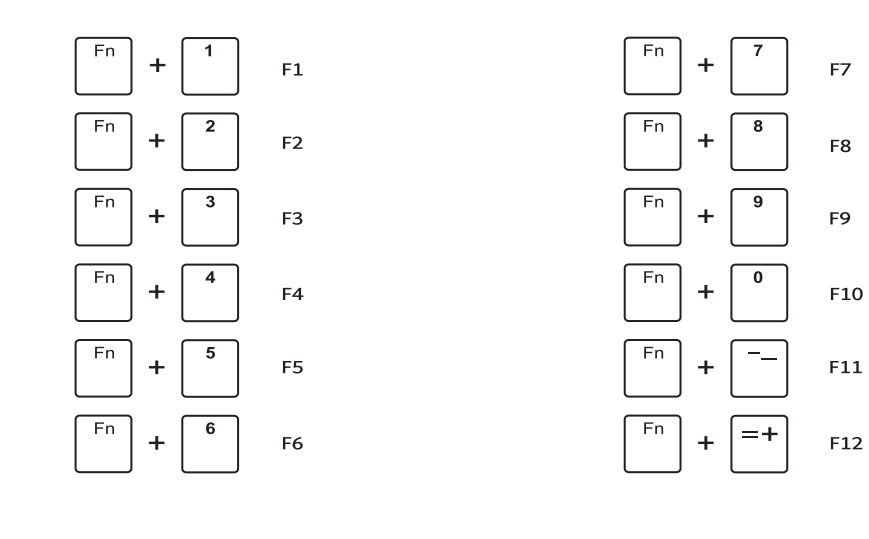 Fn + 1 F1
Fn + 2 F2
Fn + 3 F3
Fn + 4 F4
Fn + 5 F5
Fn + 6 F6
Fn + 7 F7
Fn + 8 F8
Fn + 9 F9
Fn + 0 F10
Fn + -_ F11
Fn + =+ F12